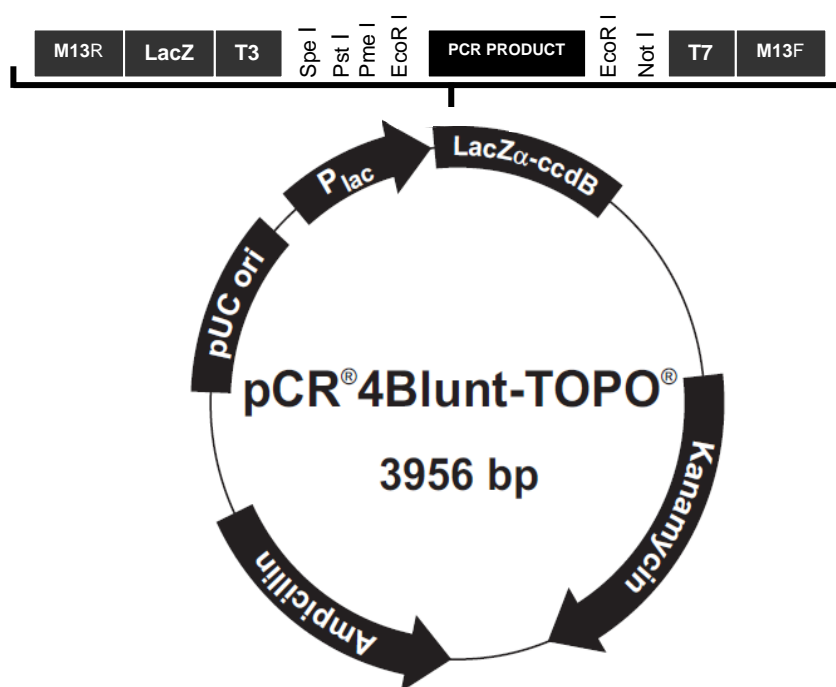 M13R LacZ T3 Spe I Pst I Pme I EcoR I PCR PRODUCT EcoR I Not I T7 M13F
Plac
LacZα-ccdB
pUC ori
pCR®4Blunt-TOPO®
3956 bp
Kanamycin
Ampicillin